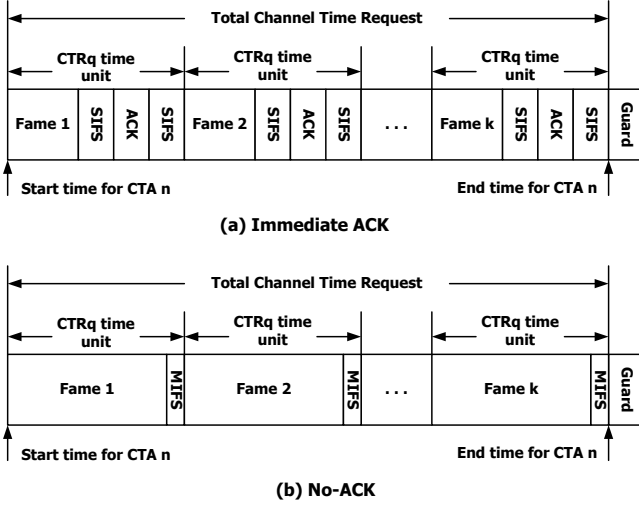 Total Channel Time Request
CTRq time
unit
CTRq time
unit
CTRq time
unit
Fame 1
SIFS
ACK
SIFS
Fame 2
SIFS
ACK
SIFS
. . .
Fame k
SIFS
ACK
SIFS
Guard
Start time for CTA n
End time for CTA n
(a) Immediate ACK
Total Channel Time Request
CTRq time
unit
CTRq time
unit
CTRq time
unit
Fame 1
MIFS
Fame 2
MIFS
. . .
Fame k
MIFS
Guard
Start time for CTA n
End time for CTA n
(b) No-ACK